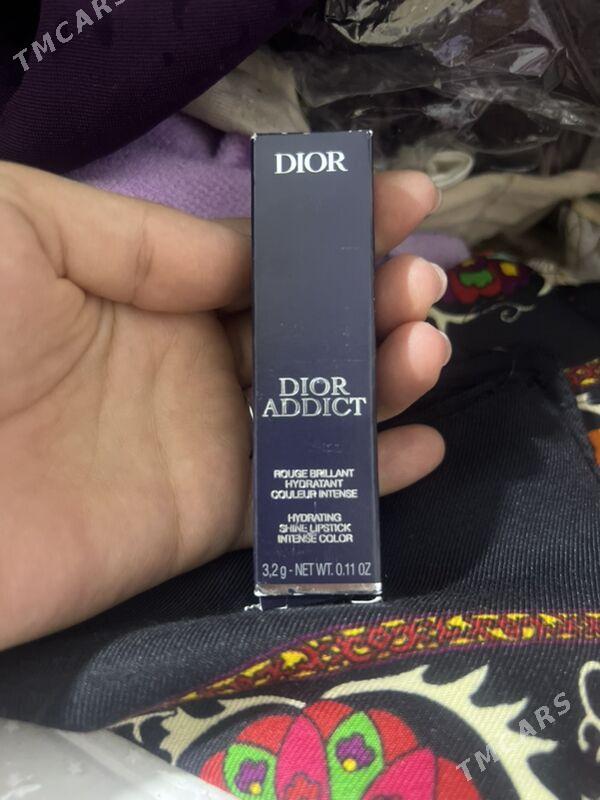 TMCARS
DIOR
DIOR
ADDICT
ROUGE BRILLANT
HYDRATANT
COULEUR INTENSE
HYDRATING
SHINE LIPSTICK
INTENSE COLOR
3,2 g - NET WT. 0.11 OZ
TMCARS